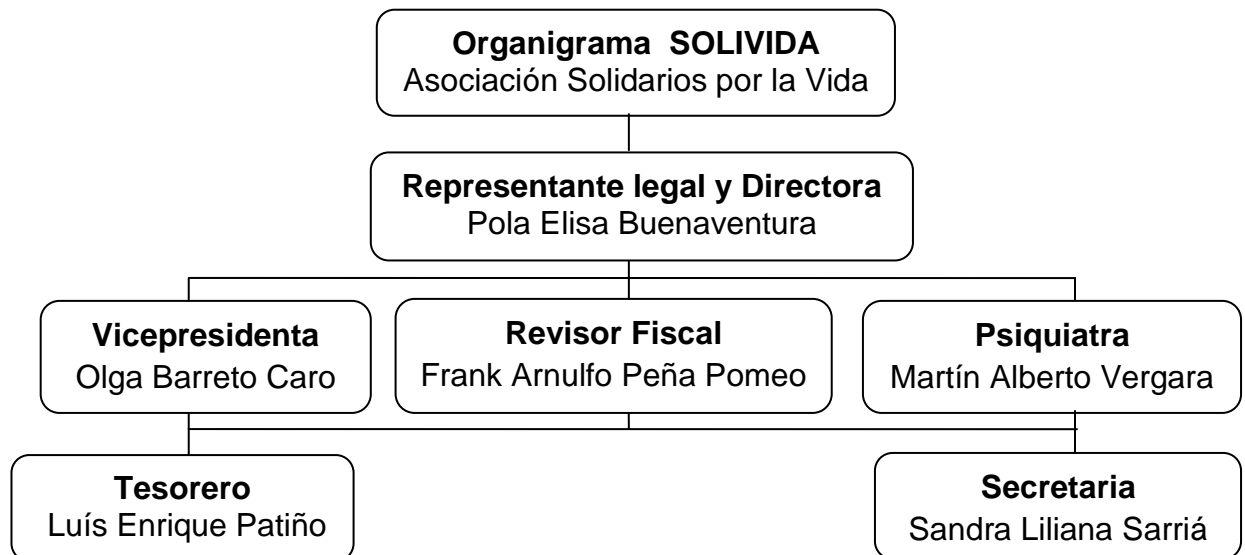 Organigrama SOLIVIDA
Asociación Solidarios por la Vida
Representante legal y Directora
Pola Elisa Buenaventura
Vicepresidenta
Olga Barreto Caro
Revisor Fiscal
Frank Arnulfo Peña Pomeo
Psiquiatra
Martín Alberto Vergara
Tesorero
Luís Enrique Patiño
Secretaria
Sandra Liliana Sarriá